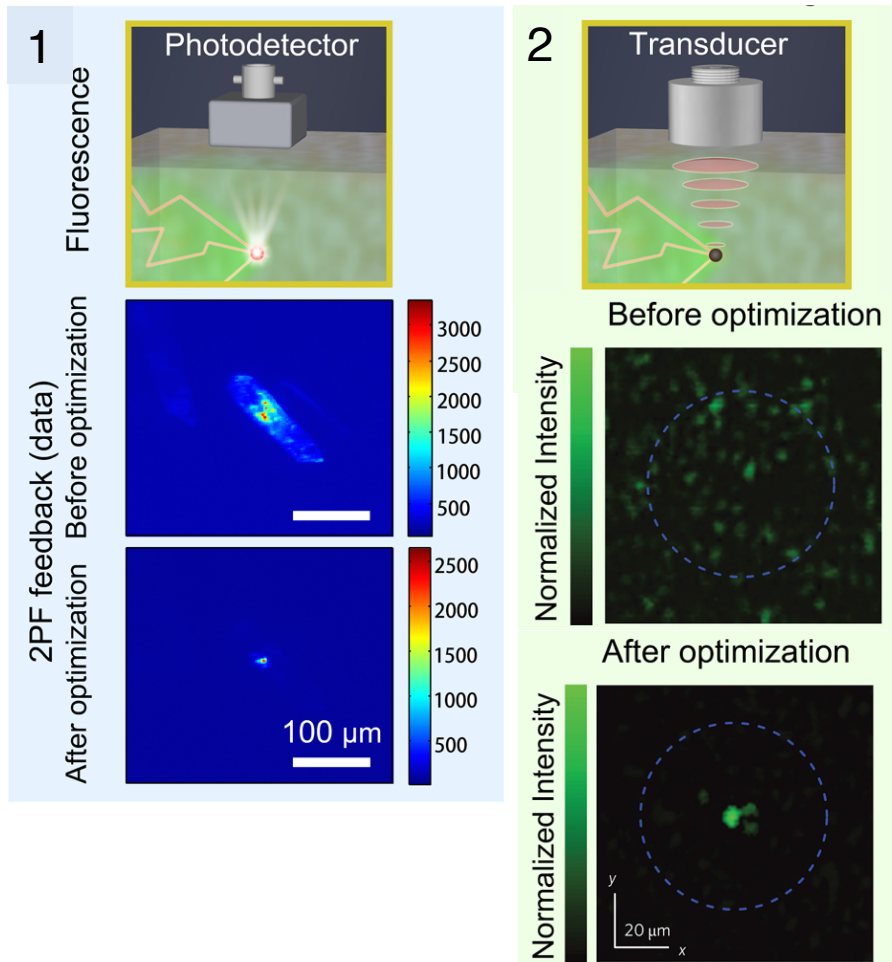 1
Photodetector
Fluorescence
2PF feedback (data)
Before optimization
3000
2500
2000
1500
1000
500
After optimization
2500
2000
1500
1000
500
100 µm
2
Transducer
Before optimization
Normalized Intensity
After optimization
Normalized Intensity
y
20 µm
x